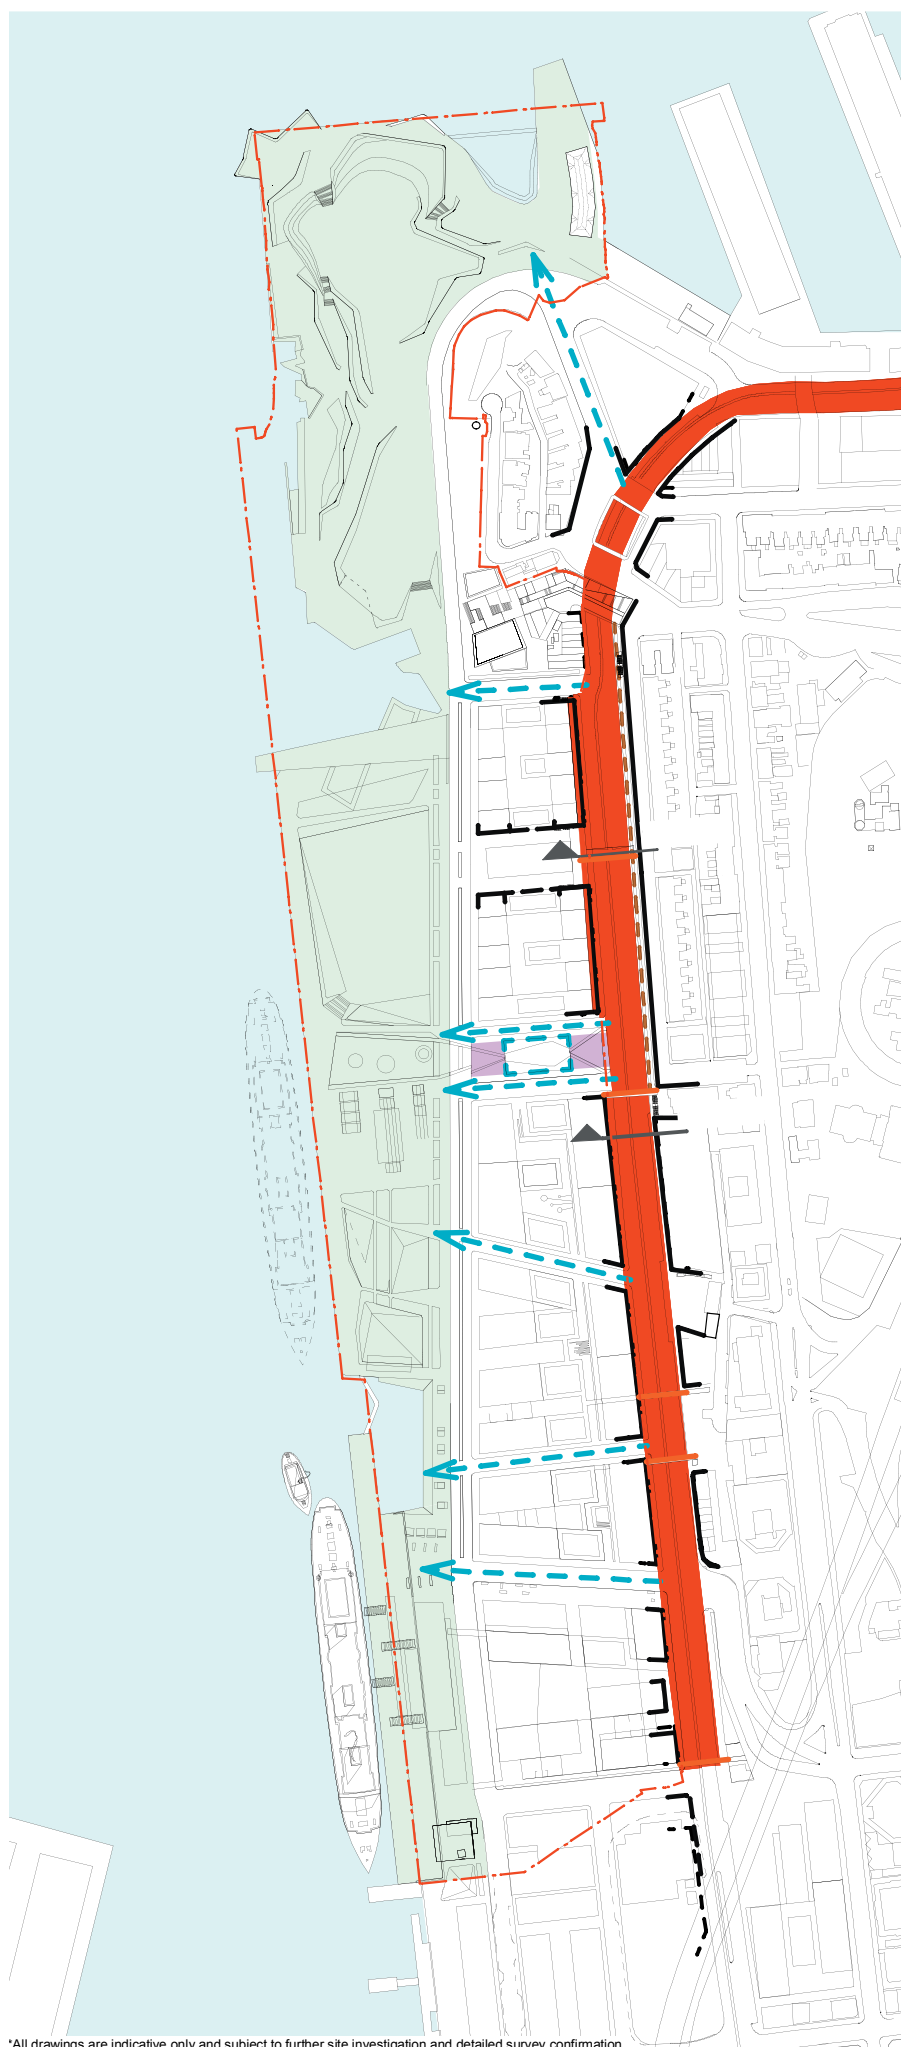 *All drawings are indicative only and subject to further site investigation and detailed survey confirmation